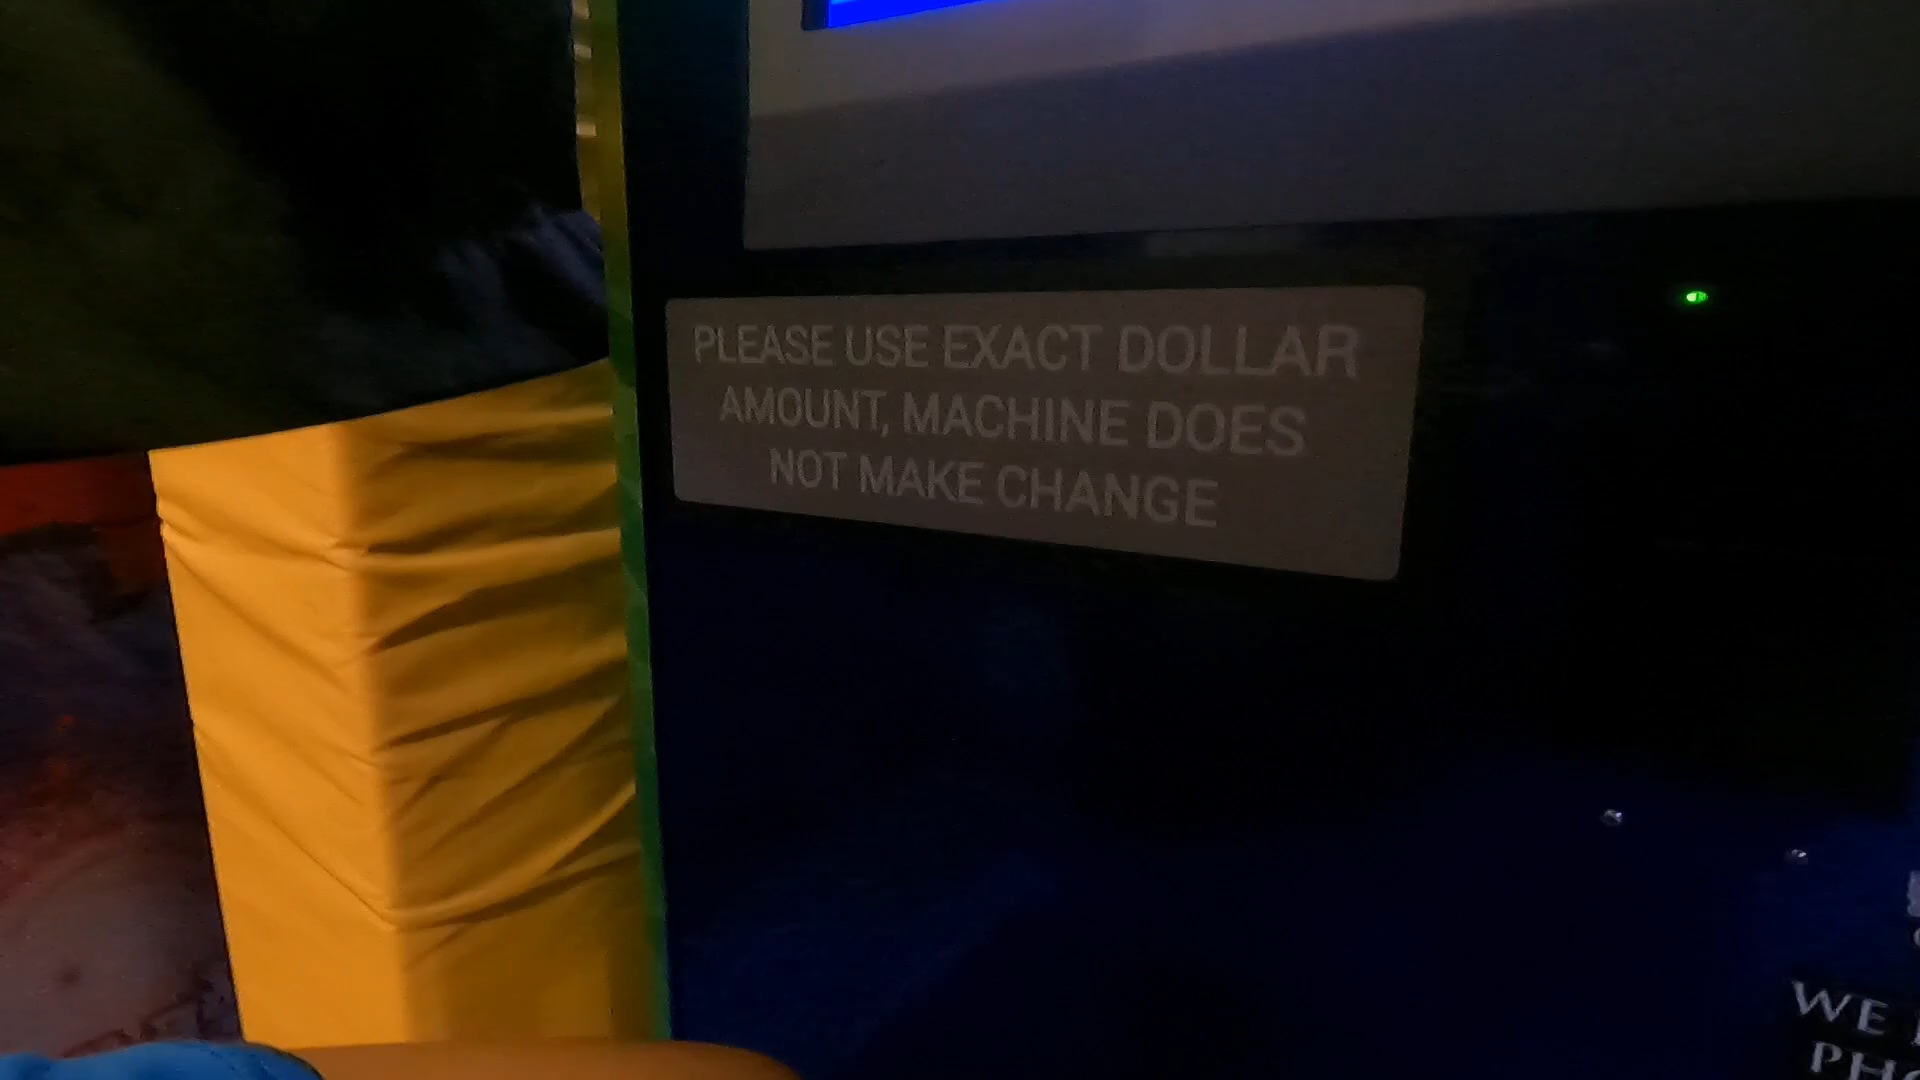 PLEASE USE EXACT DOLLAR
AMOUNT, MACHINE DOES
NOT MAKE CHANGE
WE